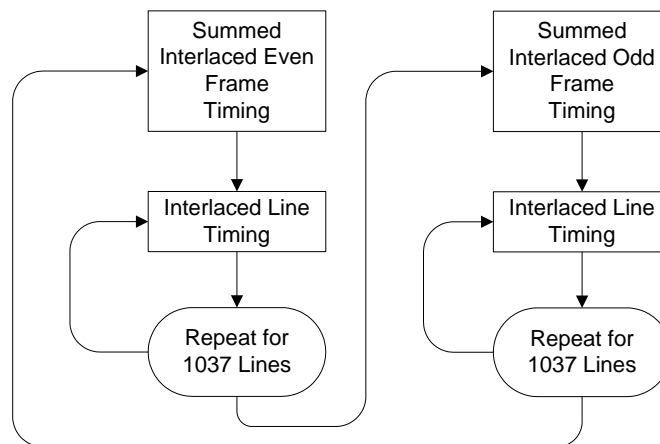 Summed
Interlaced Even
Frame
Timing
Interlaced Line
Timing
Repeat for
1037 Lines
Summed
Interlaced Odd
Frame
Timing
Interlaced Line
Timing
Repeat for
1037 Lines